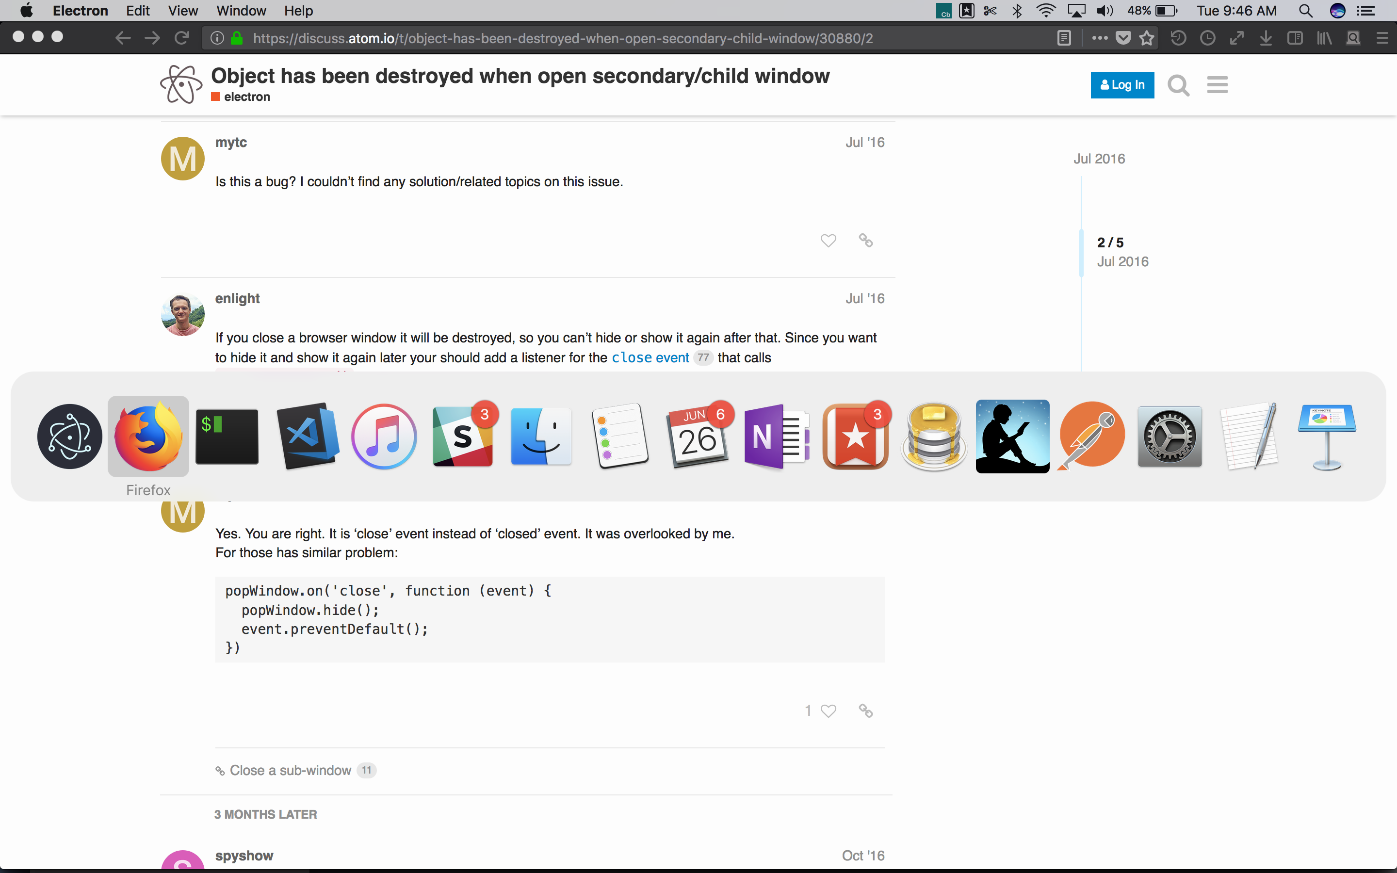 Electron Edit View Window Help
Cb
48%
Tue 9:46 AM
https://discuss.atom.io/t/object-has-been-destroyed-when-open-secondary-child-window/30880/2
Object has been destroyed when open secondary/child window
electron
Log In
M
mytc
Jul '16
Is this a bug? I couldn't find any solution/related topics on this issue.
Jul 2016
2 / 5
Jul 2016
enlight
Jul '16
If you close a browser window it will be destroyed, so you can't hide or show it again after that. Since you want
to hide it and show it again later your should add a listener for the close event 77 that calls
$
S
3
JUN
26
6
N
3
Firefox
M
Yes. You are right. It is 'close' event instead of 'closed' event. It was overlooked by me.
For those has similar problem:
popWindow.on('close', function (event) {
popWindow.hide();
event.preventDefault();
})
1
Close a sub-window 11
3 MONTHS LATER
S
spyshow
Oct '16